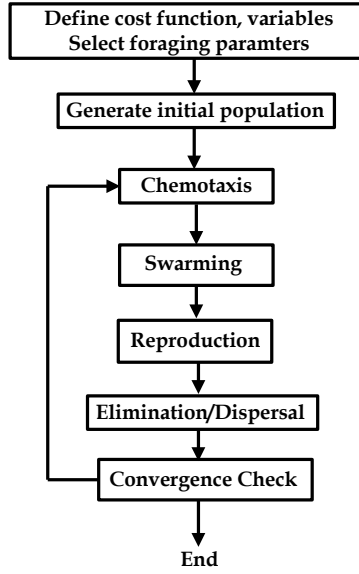 Define cost function, variables
Select foraging paramters
Generate initial population
Chemotaxis
Swarming
Reproduction
Elimination/Dispersal
Convergence Check
End